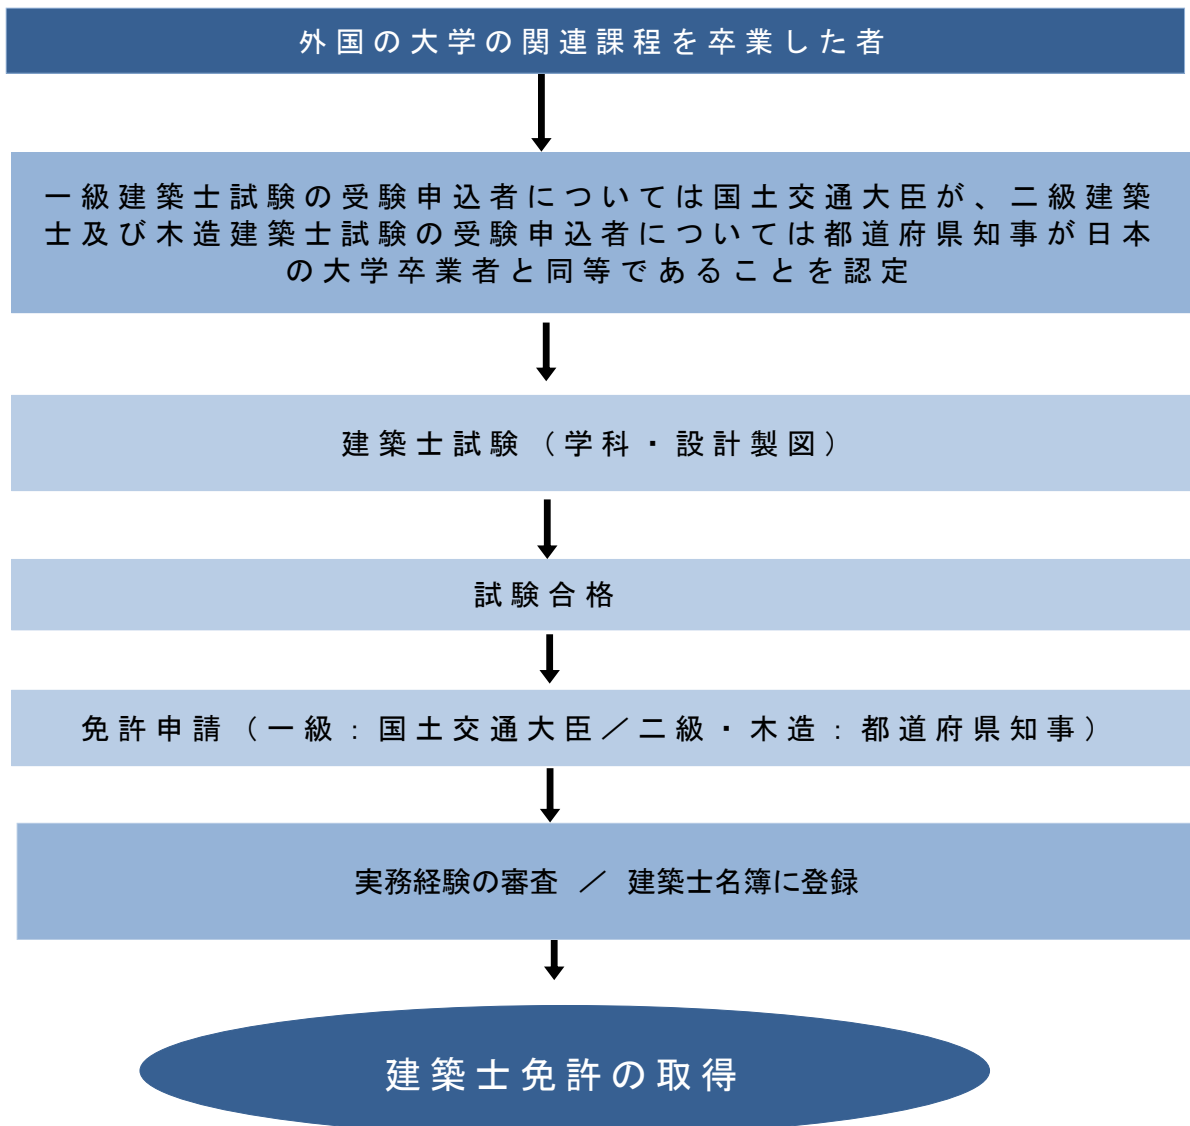 外国の大学の関連課程を卒業した者
一級建築士試験の受験申込者については国土交通大臣が、二級建築
士及び木造建築士試験の受験申込者については都道府県知事が日本
の大学卒業者と同等であることを認定
建築士試験（学科・設計製図）
試験合格
免許申請（一級：国土交通大臣／二級・木造：都道府県知事）
実務経験の審査　／　建築士名簿に登録
建築士免許の取得